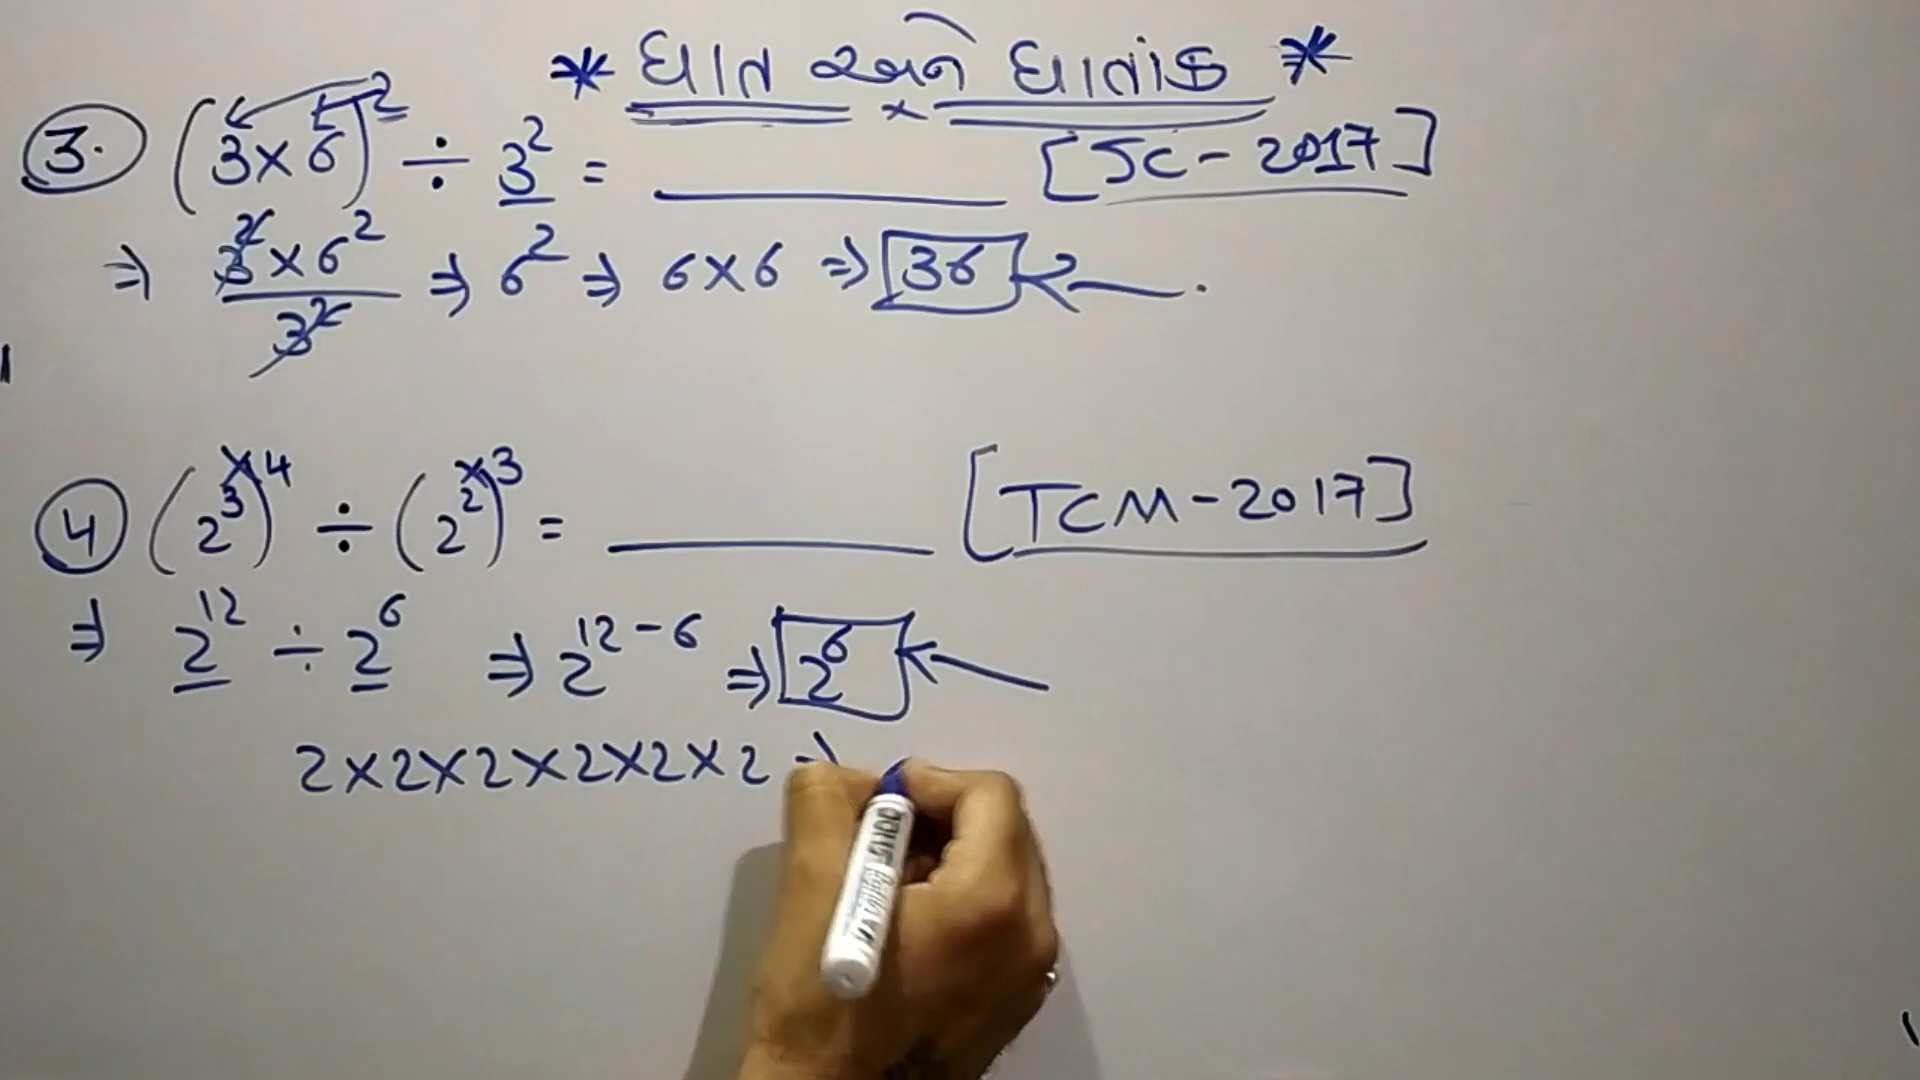 * ઘાત અને ઘાતાંક *
3. (3×6)² ÷ 3² = ________ [JC-2017]
⇒ 3²×6² / 3² ⇒ 6² ⇒ 6×6 ⇒ 36
4 (2³)×⁴ ÷ (2²)×³ = ________ [TCM-2017]
⇒ 2¹² ÷ 2⁶ ⇒ 2¹²⁻⁶ ⇒ 2⁶
2×2×2×2×2×2 ⇒